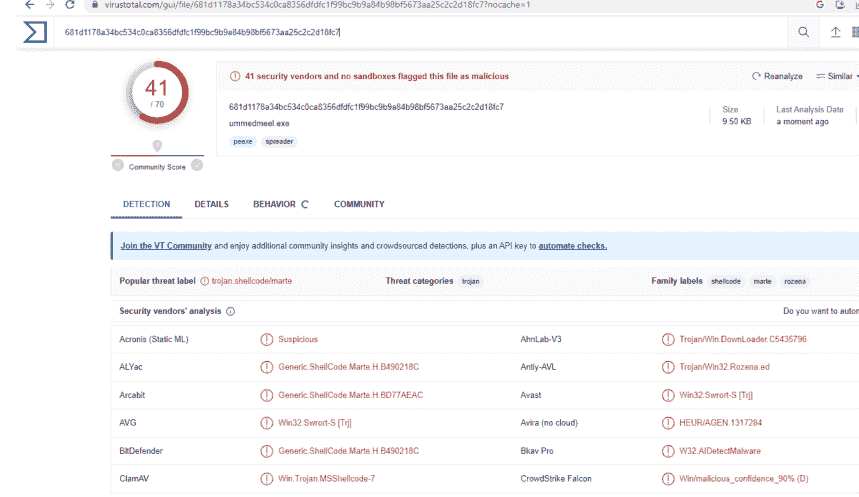 virustotal.com/gui/file/681d1178a34bc534c0ca8356dfdfc1f99bc9b9a84b98bf5673aa25c2c2d18fc7?nocache=1
681d1178a34bc534c0ca8356dfdfc1f99bc9b9a84b98bf5673aa25c2c2d18fc7
41
/ 70
Community Score
41 security vendors and no sandboxes flagged this file as malicious
Reanalyze
Similar
681d1178a34bc534c0ca8356dfdfc1f99bc9b9a84b98bf5673aa25c2c2d18fc7
ummedmeel.exe
peexe spreader
Size
9.50 KB
Last Analysis Date
a moment ago
DETECTION DETAILS BEHAVIOR COMMUNITY
Join the VT Community and enjoy additional community insights and crowdsourced detections, plus an API key to automate checks.
Popular threat label trojan.shellcode/marte Threat categories trojan Family labels shellcode marte rozena
Security vendors' analysis Do you want to autom
Acronis (Static ML) Suspicious AhnLab-V3 Trojan/Win.DownLoader.C5435796
ALYac Generic.ShellCode.Marte.H.B490218C Antiy-AVL Trojan/Win32.Rozena.ed
Arcabit Generic.ShellCode.Marte.H.BD77AEAC Avast Win32:Swrort-S [Trj]
AVG Win32:Swrort-S [Trj] Avira (no cloud) HEUR/AGEN.1317284
BitDefender Generic.ShellCode.Marte.H.B490218C Bkav Pro W32.AIDetectMalware
ClamAV Win.Trojan.MSShellcode-7 CrowdStrike Falcon Win/malicious_confidence_90% (D)